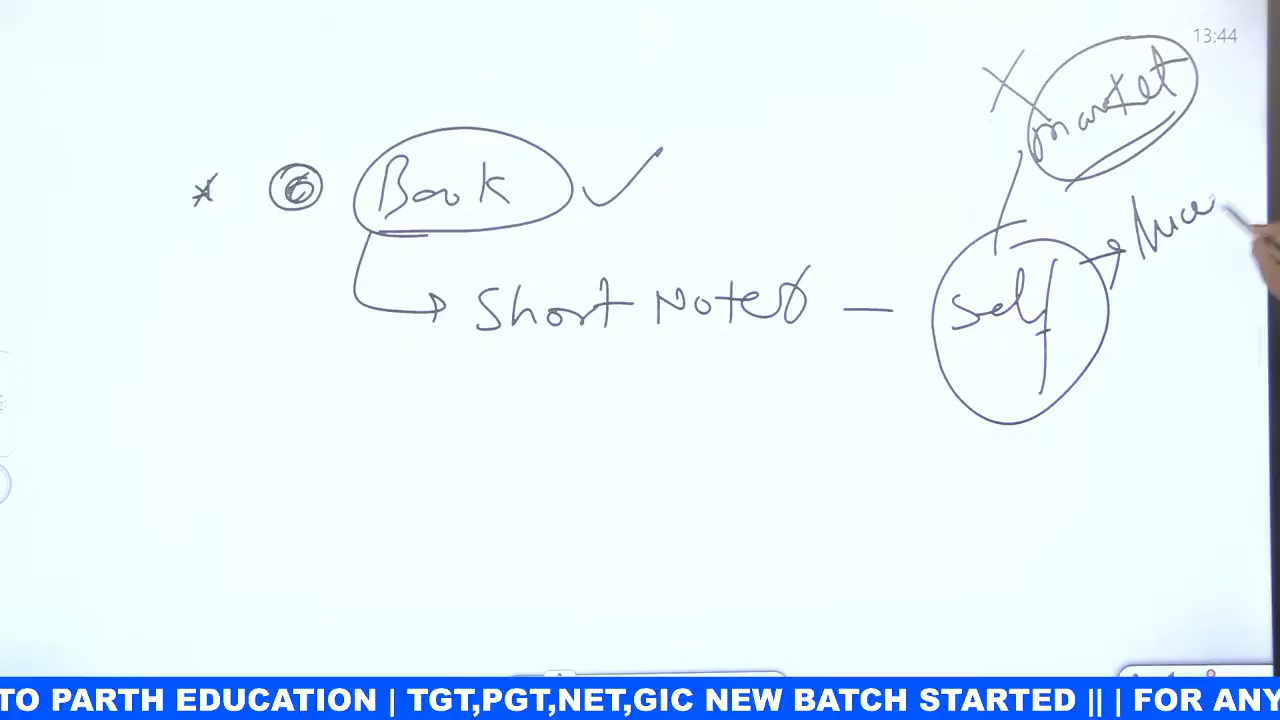 13:44
market
* 6 Book
Short Notes — self
TO PARTH EDUCATION | TGT,PGT,NET,GIC NEW BATCH STARTED || | FOR ANY